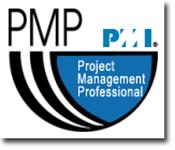 PMP PMI®
Project
Management
Professional